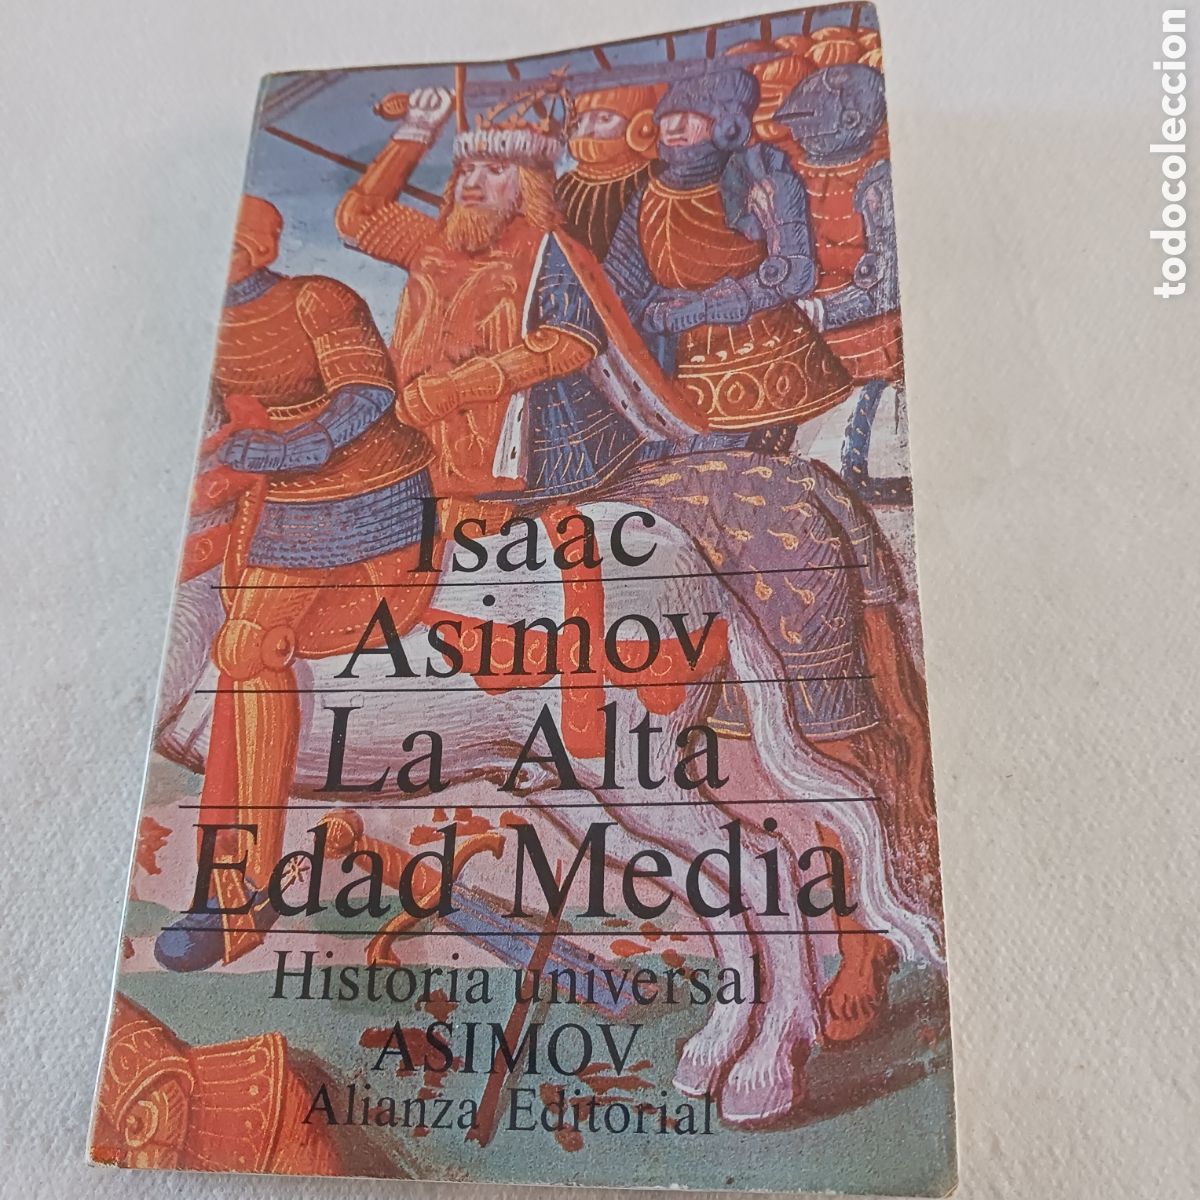 Isaac
Asimov
La Alta
Edad Media
Historia universal
ASIMOV
Alianza Editorial
todocoleccion